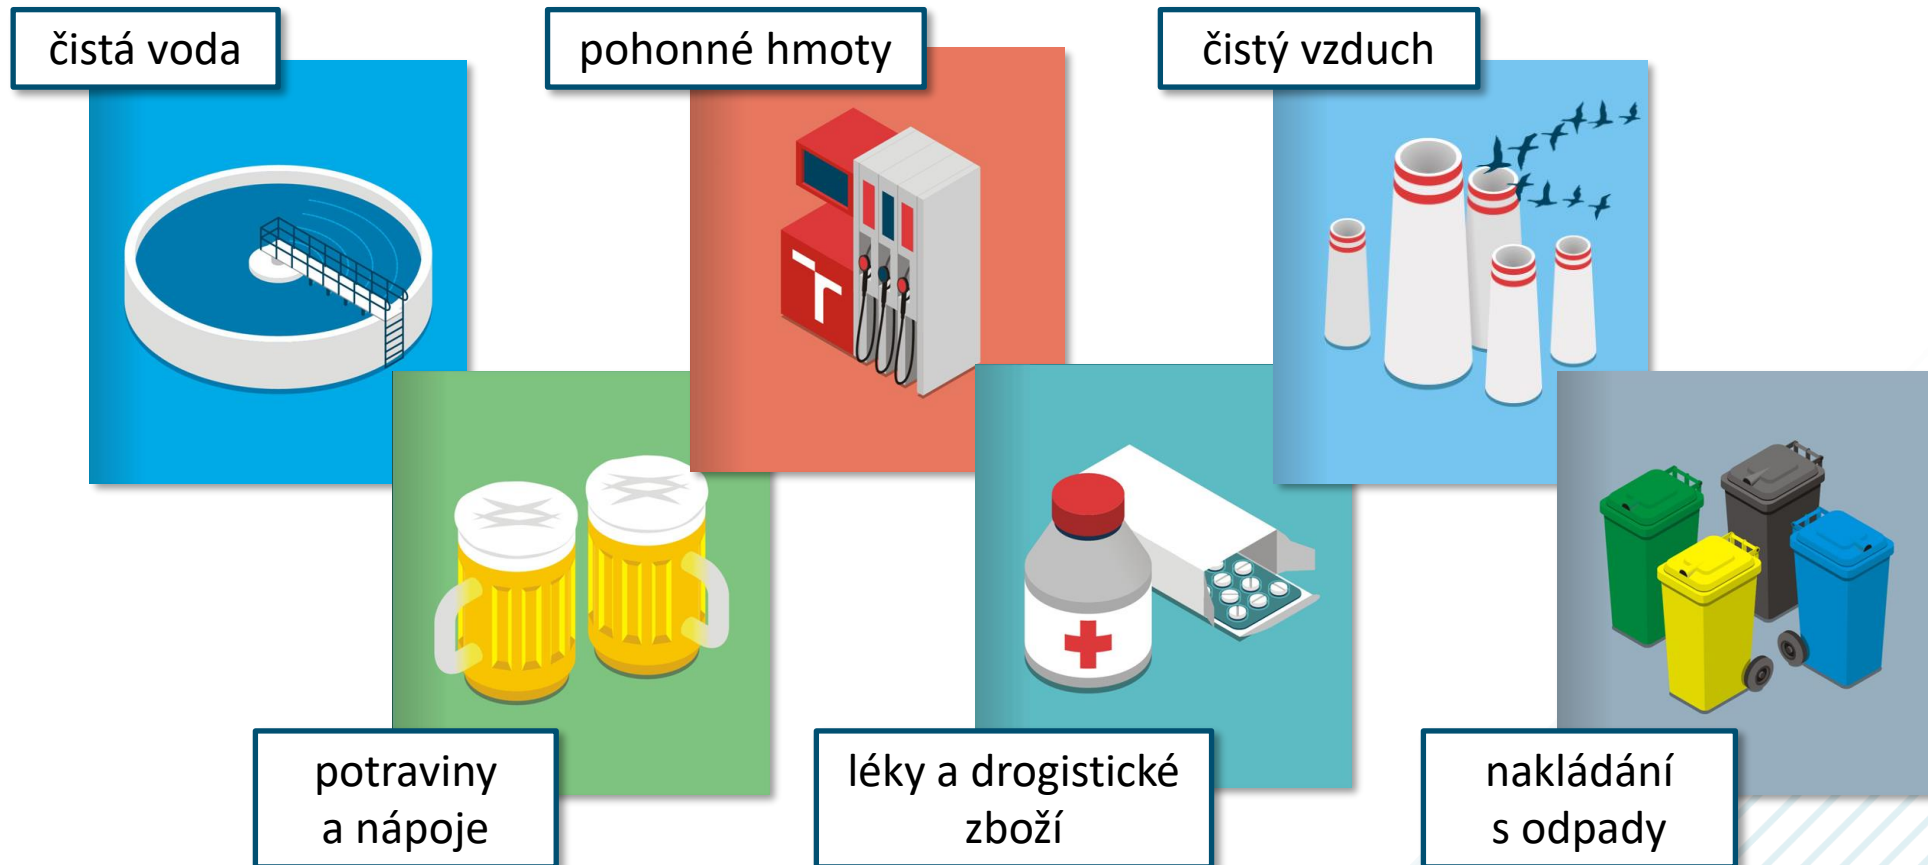 čistá voda
pohonné hmoty
čistý vzduch
potraviny
a nápoje
léky a drogistické
zboží
nakládání
s odpady